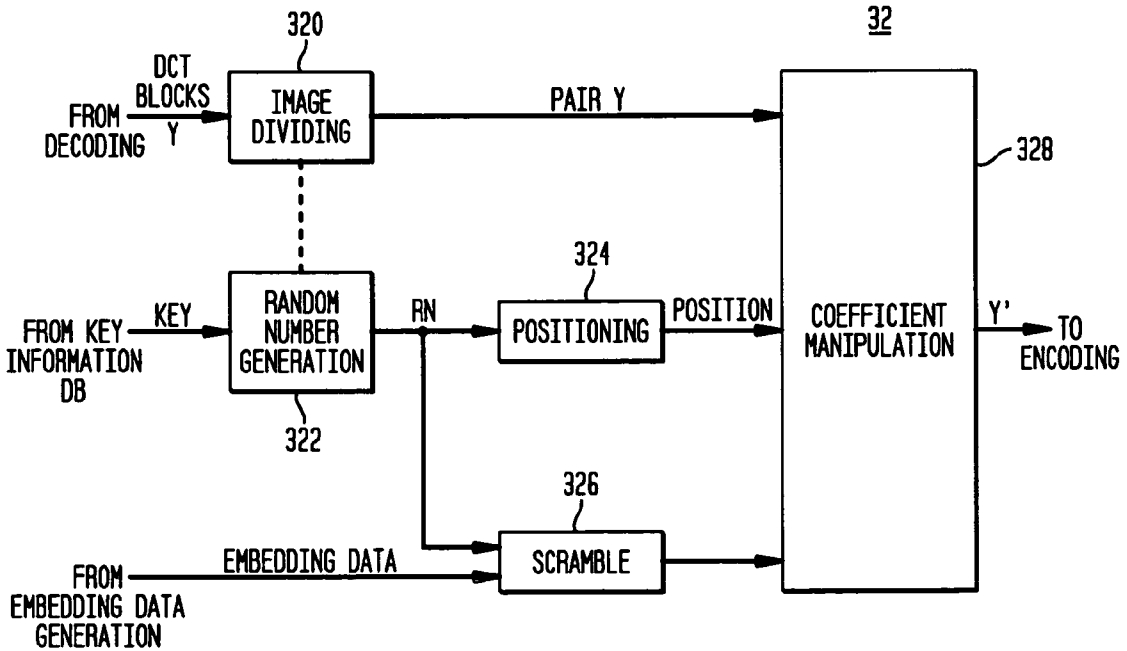 320
32
DCT
BLOCKS
Y
FROM
DECODING
IMAGE
DIVIDING
PAIR Y
328
324
KEY
FROM KEY
INFORMATION
DB
RANDOM
NUMBER
GENERATION
322
RN
POSITIONING
POSITION
COEFFICIENT
MANIPULATION
Y'
TO
ENCODING
326
EMBEDDING DATA
SCRAMBLE
FROM
EMBEDDING DATA
GENERATION